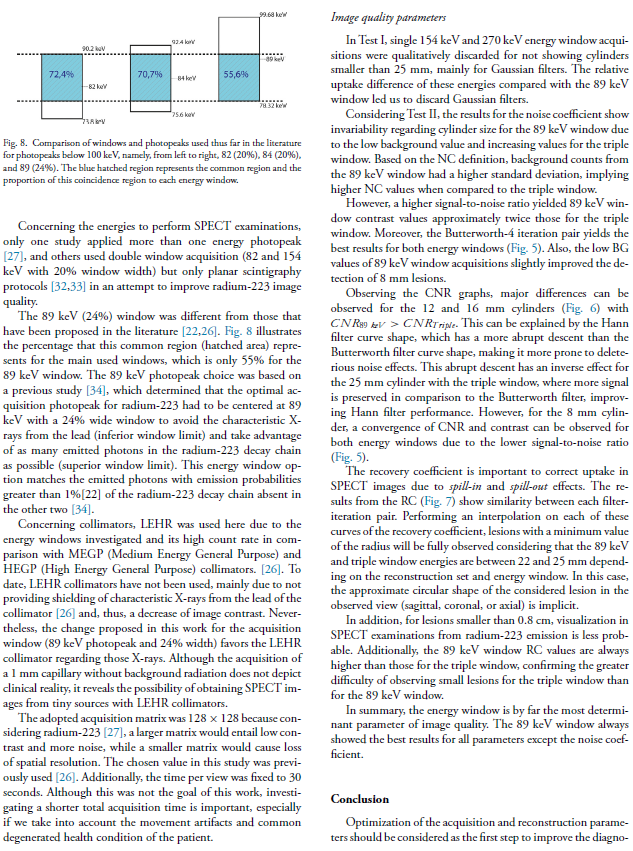 99.68 keV
92.4 keV
90.2 keV
89 keV
72,4%
70,7%
55,6%
84 keV
82 keV
78.32 keV
75.6 keV
73.8 keV
Fig. 8. Comparison of windows and photopeaks used thus far in the literature
for photopeaks below 100 keV, namely, from left to right, 82 (20%), 84 (20%),
and 89 (24%). The blue hatched region represents the common region and the
proportion of this coincidence region to each energy window.
Concerning the energies to perform SPECT examinations,
only one study applied more than one energy photopeak
[27], and others used double window acquisition (82 and 154
keV with 20% window width) but only planar scintigraphy
protocols [32,33] in an attempt to improve radium-223 image
quality.
The 89 keV (24%) window was different from those that
have been proposed in the literature [22,26]. Fig. 8 illustrates
the percentage that this common region (hatched area) repre-
sents for the main used windows, which is only 55% for the
89 keV window. The 89 keV photopeak choice was based on
a previous study [34], which determined that the optimal ac-
quisition photopeak for radium-223 had to be centered at 89
keV with a 24% wide window to avoid the characteristic X-
rays from the lead (inferior window limit) and take advantage
of as many emitted photons in the radium-223 decay chain
as possible (superior window limit). This energy window op-
tion matches the emitted photons with emission probabilities
greater than 1%[22] of the radium-223 decay chain absent in
the other two [34].
Concerning collimators, LEHR was used here due to the
energy windows investigated and its high count rate in com-
parison with MEGP (Medium Energy General Purpose) and
HEGP (High Energy General Purpose) collimators. [26]. To
date, LEHR collimators have not been used, mainly due to not
providing shielding of characteristic X-rays from the lead of the
collimator [26] and, thus, a decrease of image contrast. Never-
theless, the change proposed in this work for the acquisition
window (89 keV photopeak and 24% width) favors the LEHR
collimator regarding those X-rays. Although the acquisition of
a 1 mm capillary without background radiation does not depict
clinical reality, it reveals the possibility of obtaining SPECT im-
ages from tiny sources with LEHR collimators.
The adopted acquisition matrix was 128 × 128 because con-
sidering radium-223 [27], a larger matrix would entail low con-
trast and more noise, while a smaller matrix would cause loss
of spatial resolution. The chosen value in this study was previ-
ously used [26]. Additionally, the time per view was fixed to 30
seconds. Although this was not the goal of this work, investi-
gating a shorter total acquisition time is important, especially
if we take into account the movement artifacts and common
degenerated health condition of the patient.
Image quality parameters
In Test I, single 154 keV and 270 keV energy window acqui-
sitions were qualitatively discarded for not showing cylinders
smaller than 25 mm, mainly for Gaussian filters. The relative
uptake difference of these energies compared with the 89 keV
window led us to discard Gaussian filters.
Considering Test II, the results for the noise coefficient show
invariability regarding cylinder size for the 89 keV window due
to the low background value and increasing values for the triple
window. Based on the NC definition, background counts from
the 89 keV window had a higher standard deviation, implying
higher NC values when compared to the triple window.
However, a higher signal-to-noise ratio yielded 89 keV win-
dow contrast values approximately twice those for the triple
window. Moreover, the Butterworth-4 iteration pair yields the
best results for both energy windows (Fig. 5). Also, the low BG
values of 89 keV window acquisitions slightly improved the de-
tection of 8 mm lesions.
Observing the CNR graphs, major differences can be
observed for the 12 and 16 mm cylinders (Fig. 6) with
CNR89 keV > CNRTriple. This can be explained by the Hann
filter curve shape, which has a more abrupt descent than the
Butterworth filter curve shape, making it more prone to delete-
rious noise effects. This abrupt descent has an inverse effect for
the 25 mm cylinder with the triple window, where more signal
is preserved in comparison to the Butterworth filter, improv-
ing Hann filter performance. However, for the 8 mm cylin-
der, a convergence of CNR and contrast can be observed for
both energy windows due to the lower signal-to-noise ratio
(Fig. 5).
The recovery coefficient is important to correct uptake in
SPECT images due to spill-in and spill-out effects. The re-
sults from the RC (Fig. 7) show similarity between each filter-
iteration pair. Performing an interpolation on each of these
curves of the recovery coefficient, lesions with a minimum value
of the radius will be fully observed considering that the 89 keV
and triple window energies are between 22 and 25 mm depend-
ing on the reconstruction set and energy window. In this case,
the approximate circular shape of the considered lesion in the
observed view (sagittal, coronal, or axial) is implicit.
In addition, for lesions smaller than 0.8 cm, visualization in
SPECT examinations from radium-223 emission is less prob-
able. Additionally, the 89 keV window RC values are always
higher than those for the triple window, confirming the greater
difficulty of observing small lesions for the triple window than
for the 89 keV window.
In summary, the energy window is by far the most determi-
nant parameter of image quality. The 89 keV window always
showed the best results for all parameters except the noise coef-
ficient.
Conclusion
Optimization of the acquisition and reconstruction parame-
ters should be considered as the first step to improve the diagno-